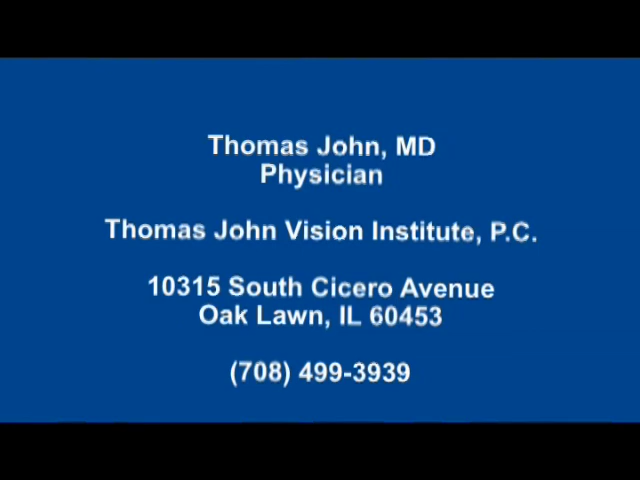 Thomas John, MD
Physician
Thomas John Vision Institute, P.C.
10315 South Cicero Avenue
Oak Lawn, IL 60453
(708) 499-3939